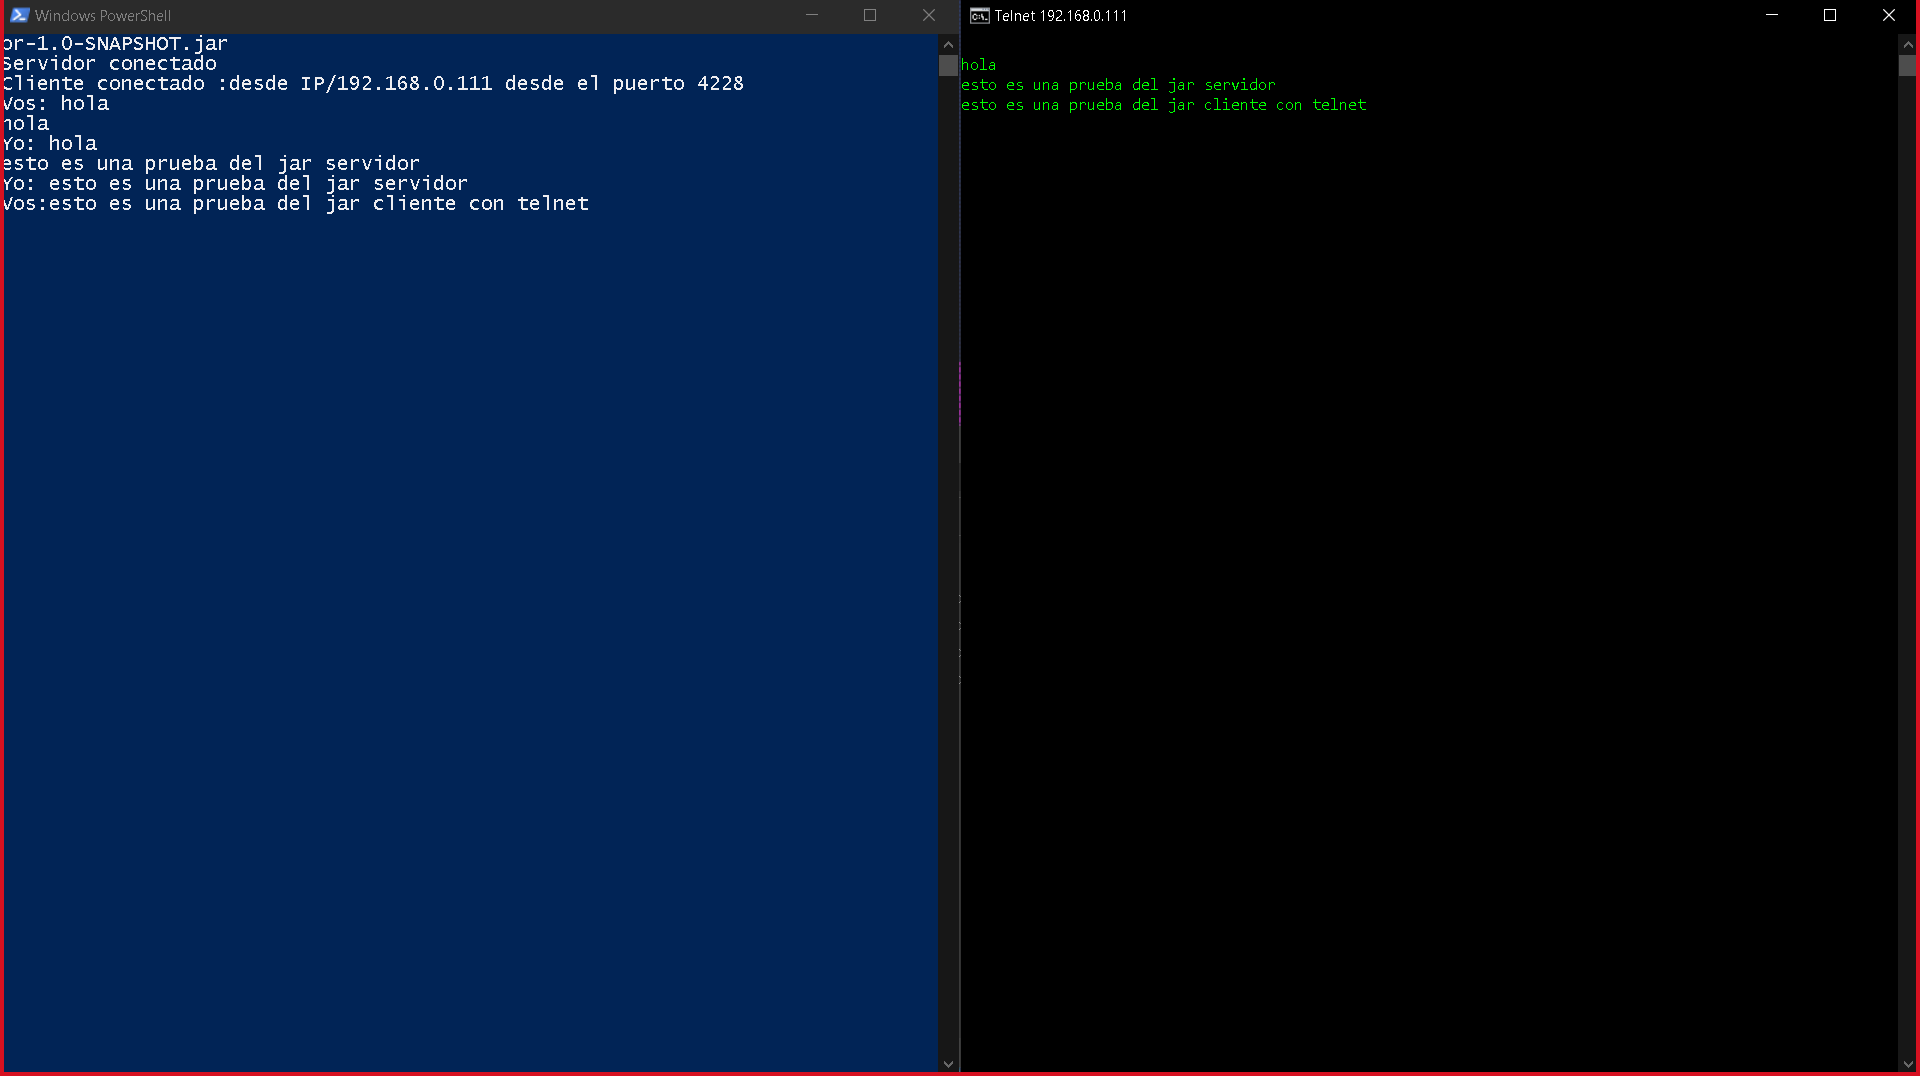 Windows PowerShell
or-1.0-SNAPSHOT.jar
Servidor conectado
Cliente conectado :desde IP/192.168.0.111 desde el puerto 4228
Vos: hola
hola
Yo: hola
esto es una prueba del jar servidor
Yo: esto es una prueba del jar servidor
Vos:esto es una prueba del jar cliente con telnet
Telnet 192.168.0.111
hola
esto es una prueba del jar servidor
esto es una prueba del jar cliente con telnet